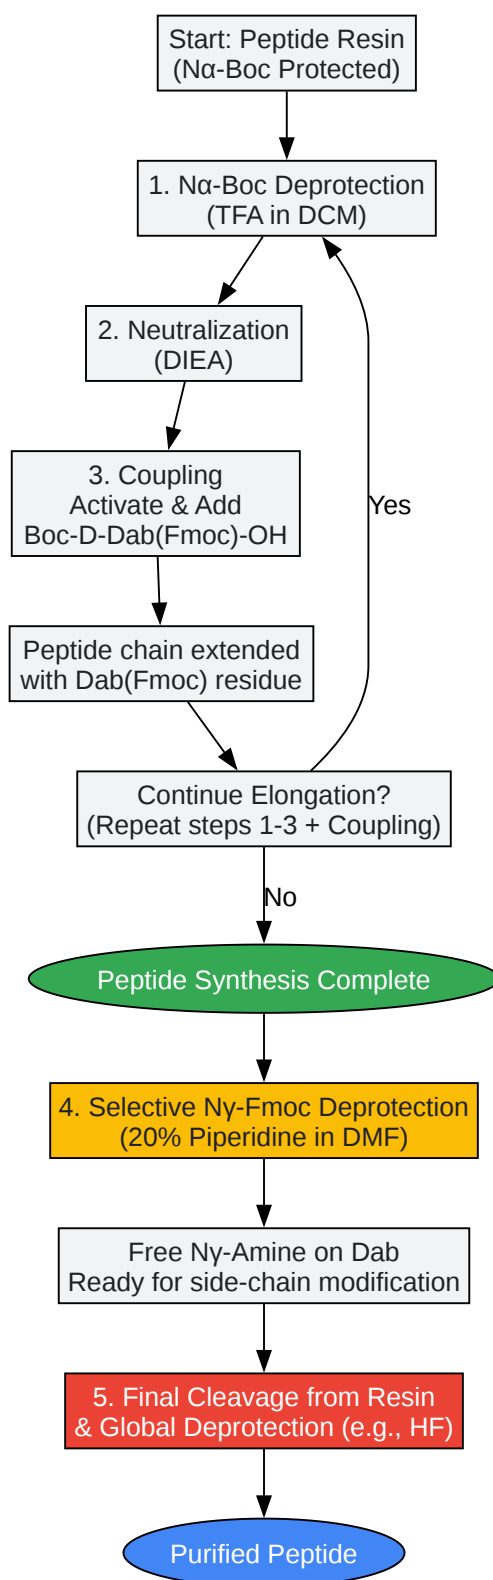 Start: Peptide Resin
(Nα-Boc Protected)
1. Nα-Boc Deprotection
(TFA in DCM)
2. Neutralization
(DIEA)
3. Coupling
Activate & Add
Boc-D-Dab(Fmoc)-OH
Yes
Peptide chain extended
with Dab(Fmoc) residue
Continue Elongation?
(Repeat steps 1-3 + Coupling)
No
Peptide Synthesis Complete
4. Selective Nγ-Fmoc Deprotection
(20% Piperidine in DMF)
Free Nγ-Amine on Dab
Ready for side-chain modification
5. Final Cleavage from Resin
& Global Deprotection (e.g., HF)
Purified Peptide